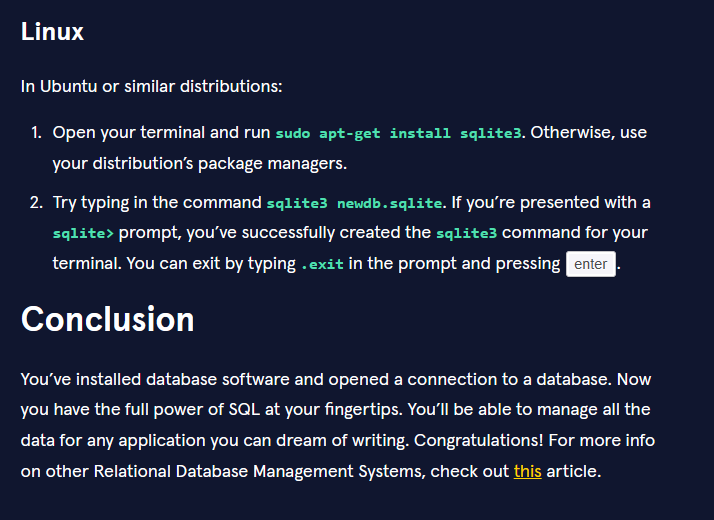 Linux
In Ubuntu or similar distributions:
1. Open your terminal and run sudo apt-get install sqlite3. Otherwise, use
your distribution’s package managers.
2. Try typing in the command sqlite3 newdb.sqlite. If you’re presented with a
sqlite> prompt, you’ve successfully created the sqlite3 command for your
terminal. You can exit by typing .exit in the prompt and pressing enter.
Conclusion
You’ve installed database software and opened a connection to a database. Now
you have the full power of SQL at your fingertips. You’ll be able to manage all the
data for any application you can dream of writing. Congratulations! For more info
on other Relational Database Management Systems, check out this article.